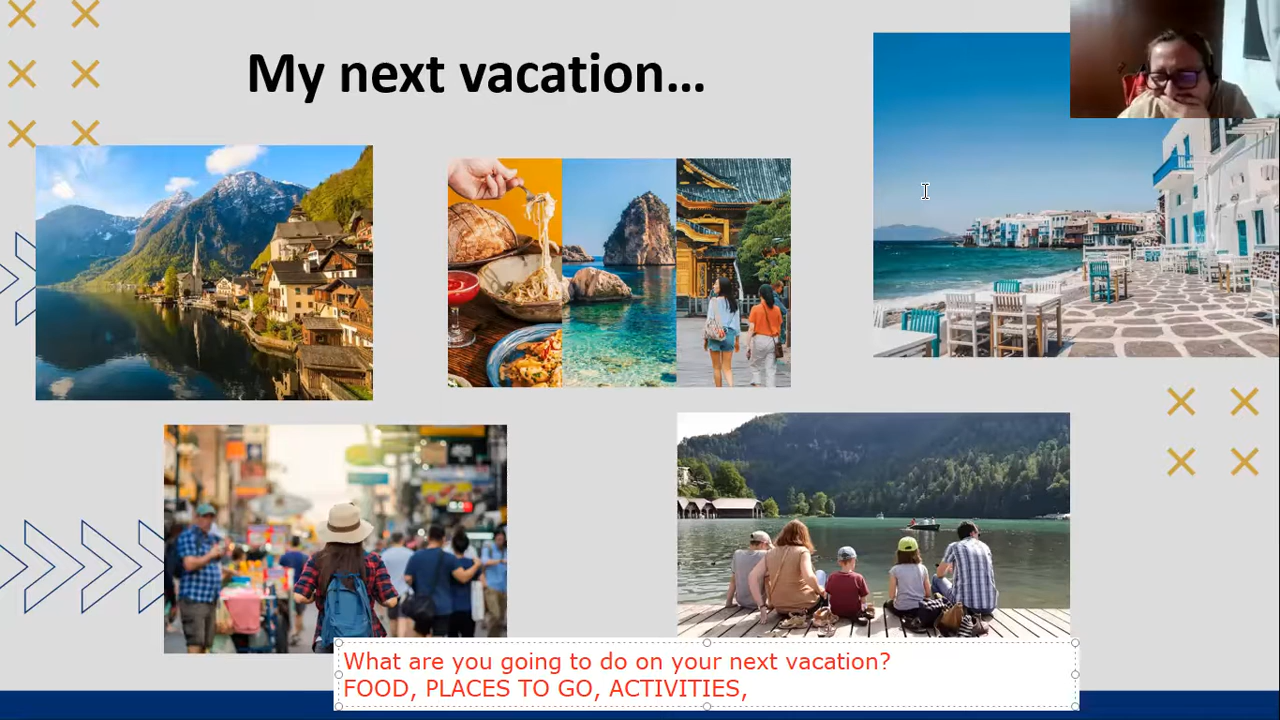 My next vacation...
What are you going to do on your next vacation?
FOOD, PLACES TO GO, ACTIVITIES,